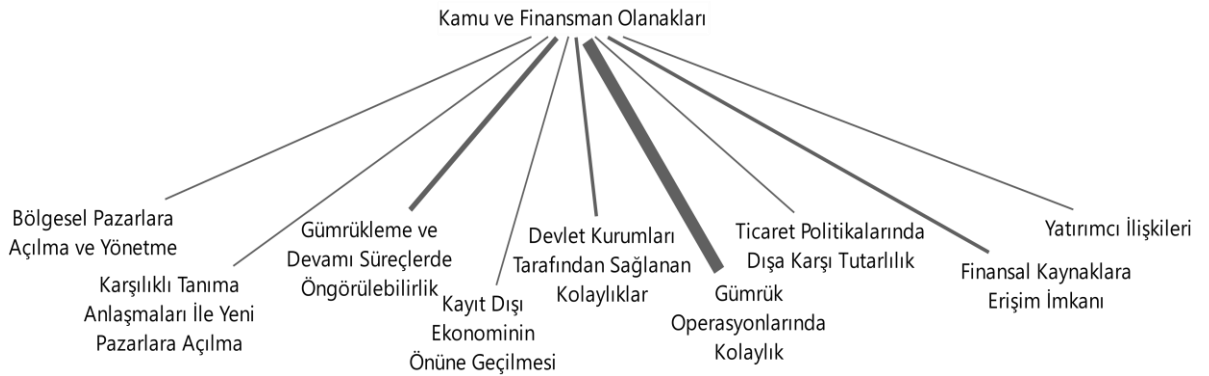 Kamu ve Finansman Olanakları
Bölgesel Pazarlara
Açılma ve Yönetme
Karşılıklı Tanıma
Anlaşmaları İle Yeni
Pazarlara Açılma
Gümrükleme ve
Devamı Süreçlerde
Öngörülebilirlik
Kayıt Dışı
Ekonominin
Önüne Geçilmesi
Devlet Kurumları
Tarafından Sağlanan
Kolaylıklar
Gümrük
Operasyonlarında
Kolaylık
Ticaret Politikalarında
Dışa Karşı Tutarlılık
Finansal Kaynaklara
Erişim İmkanı
Yatırımcı İlişkileri